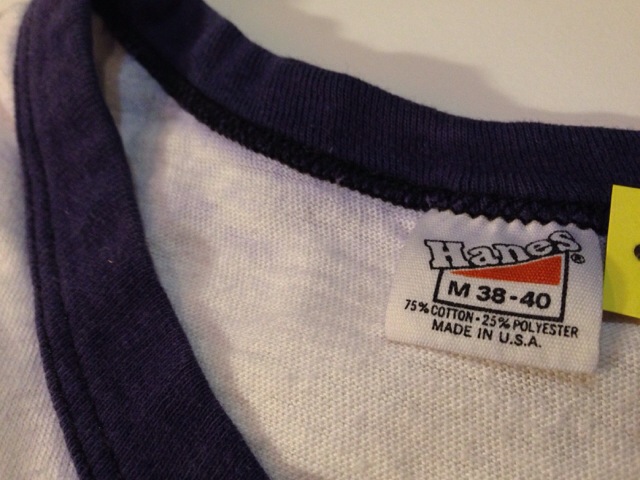 HaneS®
M 38-40
75% COTTON-25% POLYESTER
MADE IN U.S.A.